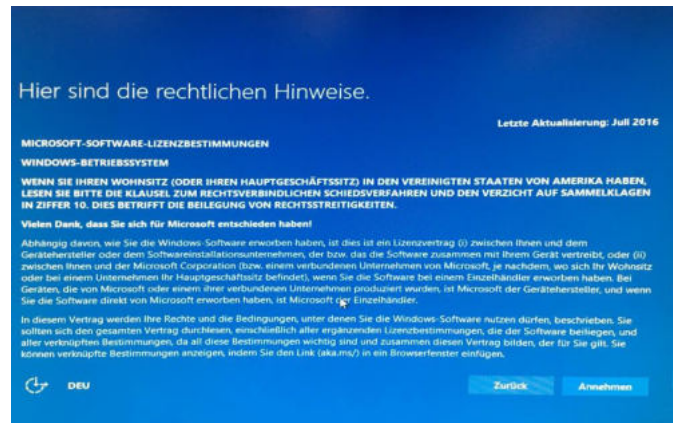 Hier sind die rechtlichen Hinweise.
Letzte Aktualisierung: Juli 2016
MICROSOFT-SOFTWARE-LIZENZBESTIMMUNGEN
WINDOWS-BETRIEBSSYSTEM
WENN SIE IHREN WOHNSITZ (ODER IHREN HAUPTGESCHÄFTSSITZ) IN DEN VEREINIGTEN STAATEN VON AMERIKA HABEN,
LESEN SIE BITTE DIE KLAUSEL ZUM RECHTSVERBINDLICHEN SCHIEDSVERFAHREN UND DEN VERZICHT AUF SAMMELKLAGEN
IN ZIFFER 10. DIES BETRIFFT DIE BEILEGUNG VON RECHTSSTREITIGKEITEN.
Vielen Dank, dass Sie sich für Microsoft entschieden haben!
Abhängig davon, wie Sie die Windows-Software erworben haben, ist dies ist ein Lizenzvertrag (i) zwischen Ihnen und dem
Gerätehersteller oder dem Softwareinstallationsunternehmen, der bzw. das die Software zusammen mit Ihrem Gerät vertreibt, oder (ii)
zwischen Ihnen und der Microsoft Corporation (bzw. einem verbundenen Unternehmen von Microsoft, je nachdem, wo sich Ihr Wohnsitz
oder bei einem Unternehmen Ihr Hauptgeschäftssitz befindet), wenn Sie die Software bei einem Einzelhändler erworben haben. Bei
Geräten, die von Microsoft oder einem ihrer verbundenen Unternehmen produziert wurden, ist Microsoft der Gerätehersteller, und wenn
Sie die Software direkt von Microsoft erworben haben, ist Microsoft der Einzelhändler.
In diesem Vertrag werden Ihre Rechte und die Bedingungen, unter denen Sie die Windows-Software nutzen dürfen, beschrieben. Sie
sollten sich den gesamten Vertrag durchlesen, einschließlich aller ergänzenden Lizenzbestimmungen, die der Software beiliegen, und
aller verknüpften Bestimmungen, da all diese Bestimmungen wichtig sind und zusammen diesen Vertrag bilden, der für Sie gilt. Sie
können verknüpfte Bestimmungen anzeigen, indem Sie den Link (aka.ms/) in ein Browserfenster einfügen.
DEU
Zurück
Annehmen